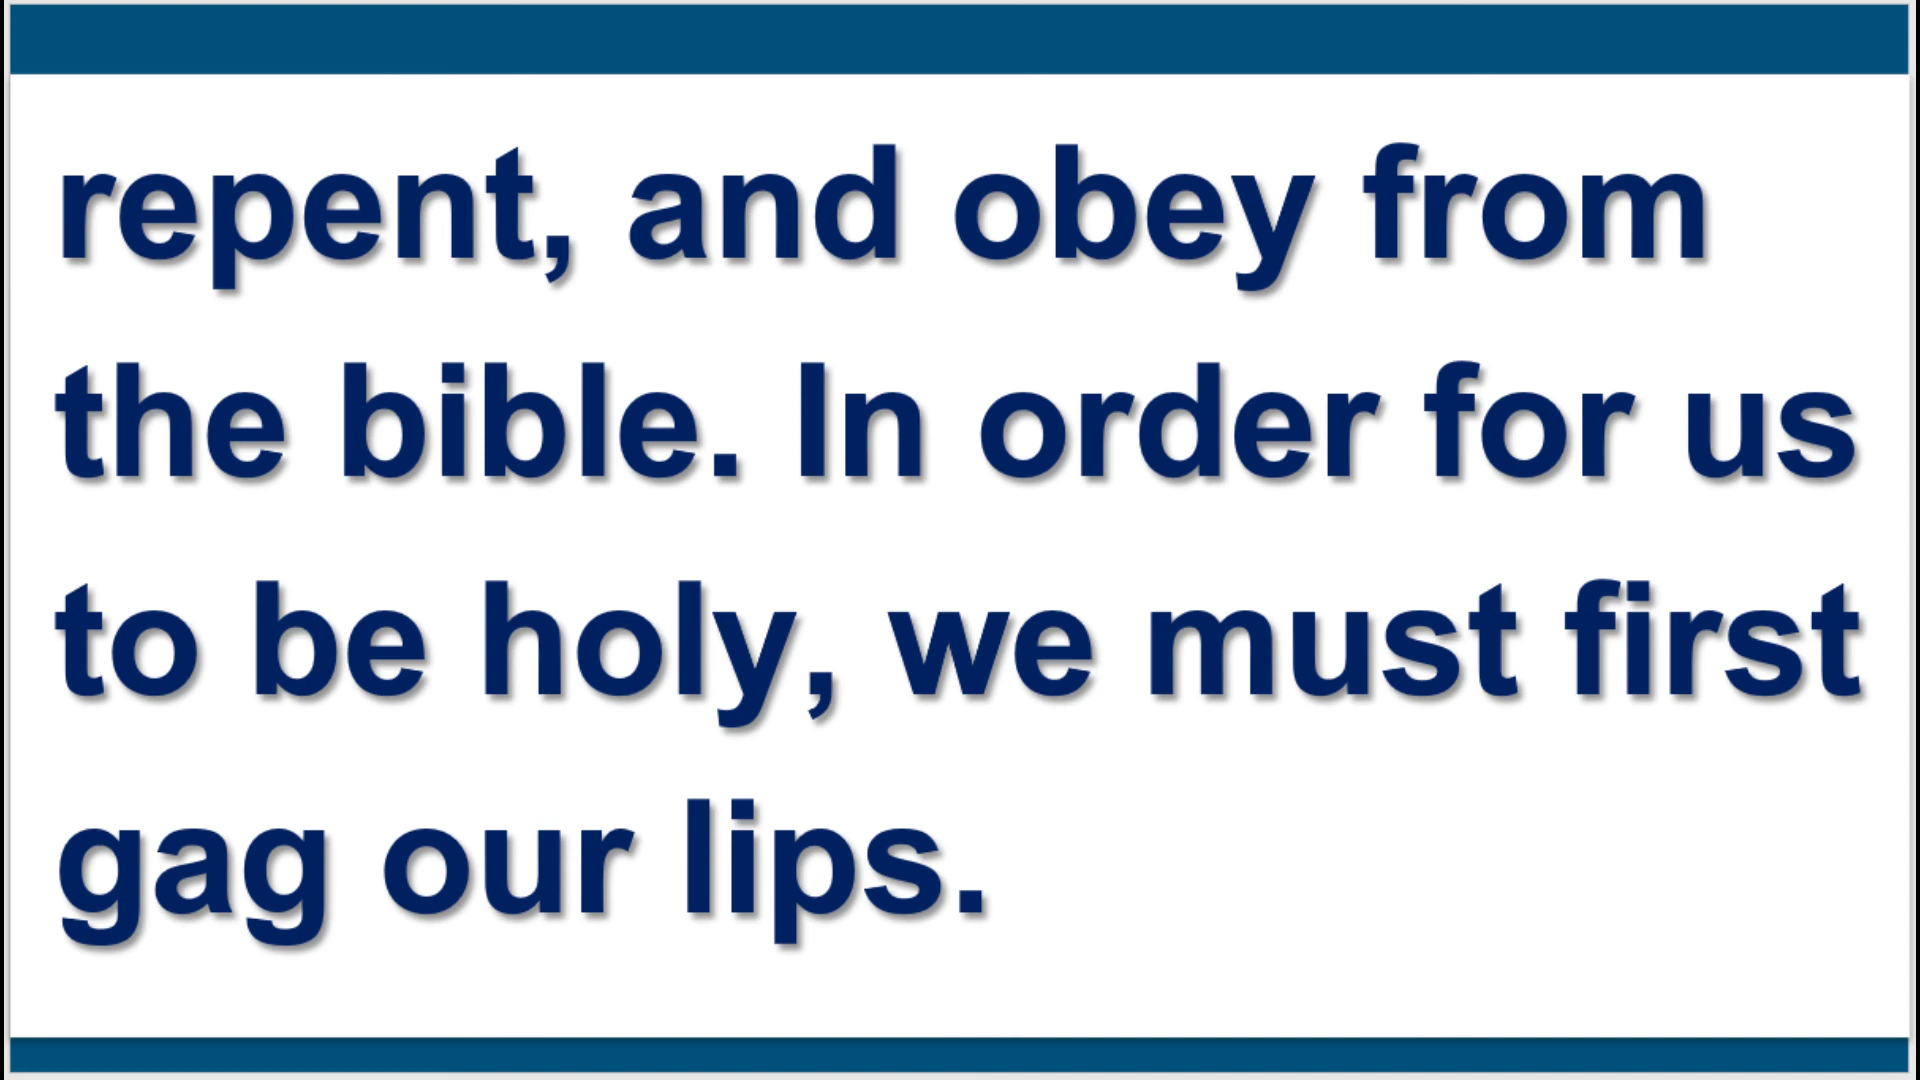 repent, and obey from
the bible. In order for us
to be holy, we must first
gag our lips.